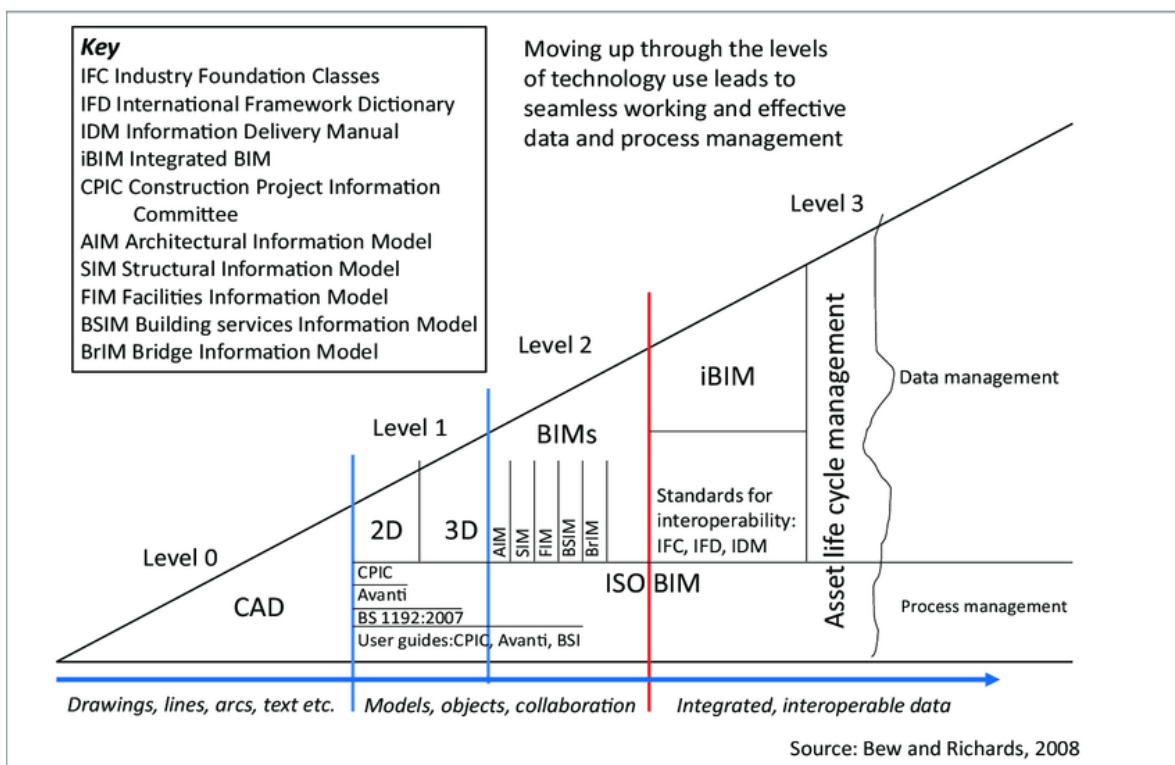 Key
IFC Industry Foundation Classes
IFD International Framework Dictionary
IDM Information Delivery Manual
iBIM Integrated BIM
CPIC Construction Project Information
Committee
AIM Architectural Information Model
SIM Structural Information Model
FIM Facilities Information Model
BSIM Building services Information Model
BrIM Bridge Information Model
Moving up through the levels
of technology use leads to
seamless working and effective
data and process management
Level 0
Level 1
Level 2
Level 3
CAD
2D
3D
BIMs
AIM
SIM
FIM
BSIM
BrIM
iBIM
Standards for
interoperability:
IFC, IFD, IDM
Asset life cycle management
Data management
Process management
CPIC
Avanti
BS 1192:2007
User guides:CPIC, Avanti, BSI
ISO BIM
Drawings, lines, arcs, text etc.
Models, objects, collaboration
Integrated, interoperable data
Source: Bew and Richards, 2008